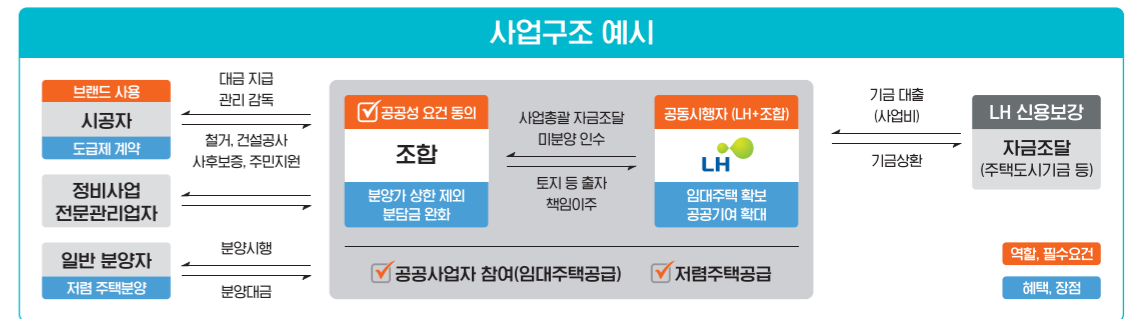 사업구조 예시
브랜드 사용
시공자
도급제 계약
대금 지급
관리 감독
철거, 건설공사
사후보증, 주민지원
정비사업
전문관리업자
일반 분양자
저렴 주택분양
분양시행
분양대금
공공성 요건 동의
조합
분양가 상한 제외
분담금 완화
사업총괄 자금조달
미분양 인수
토지 등 출자
책임이주
공동시행자 (LH+조합)
LH
임대주택 확보
공공기여 확대
공공사업자 참여(임대주택공급)
저렴주택공급
기금 대출
(사업비)
기금상환
LH 신용보강
자금조달
(주택도시기금 등)
역할, 필수요건
혜택, 장점